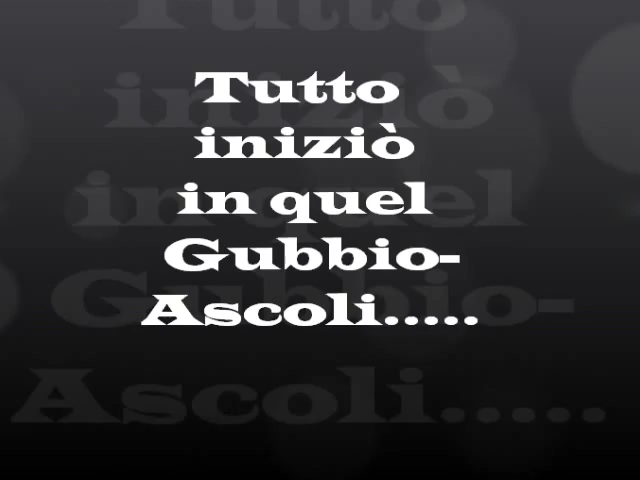 Tutto
iniziò
in quel
Gubbio-
Ascoli.....